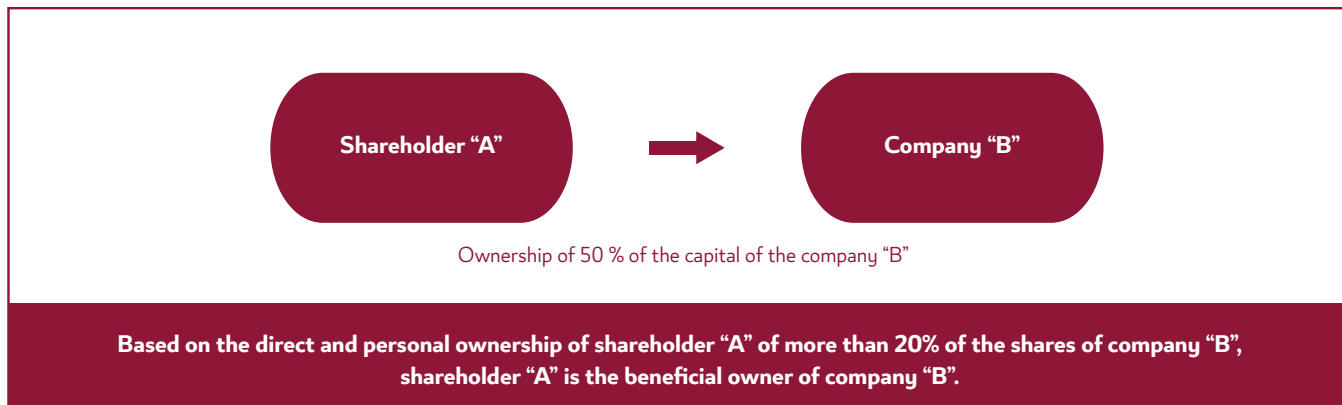 Shareholder “A”
Company “B”
Ownership of 50 % of the capital of the company “B”
Based on the direct and personal ownership of shareholder “A” of more than 20% of the shares of company “B”,
shareholder “A” is the beneficial owner of company “B”.